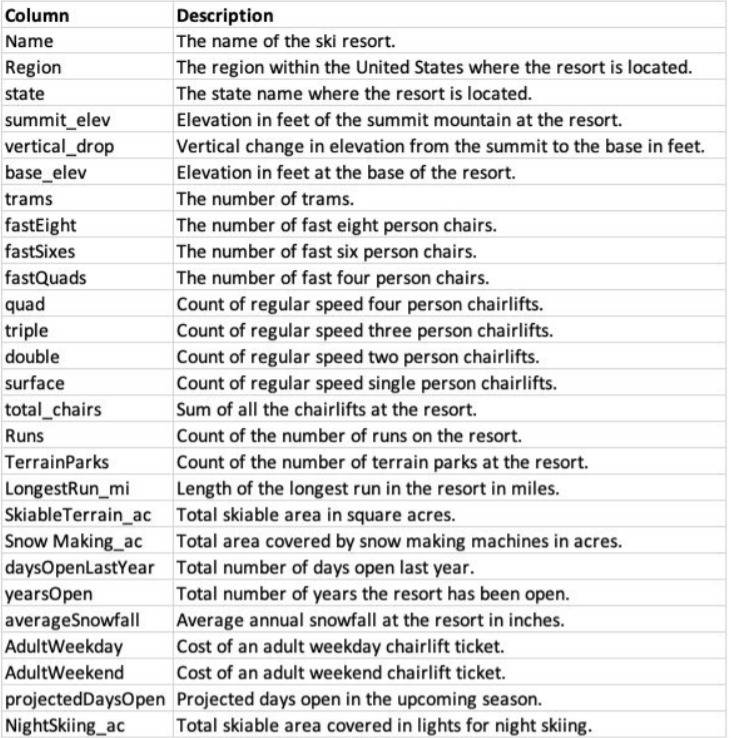 Column Description
Name The name of the ski resort.
Region The region within the United States where the resort is located.
state The state name where the resort is located.
summit_elev Elevation in feet of the summit mountain at the resort.
vertical_drop Vertical change in elevation from the summit to the base in feet.
base_elev Elevation in feet at the base of the resort.
trams The number of trams.
fastEight The number of fast eight person chairs.
fastSixes The number of fast six person chairs.
fastQuads The number of fast four person chairs.
quad Count of regular speed four person chairlifts.
triple Count of regular speed three person chairlifts.
double Count of regular speed two person chairlifts.
surface Count of regular speed single person chairlifts.
total_chairs Sum of all the chairlifts at the resort.
Runs Count of the number of runs on the resort.
TerrainParks Count of the number of terrain parks at the resort.
LongestRun_mi Length of the longest run in the resort in miles.
SkiableTerrain_ac Total skiable area in square acres.
Snow Making_ac Total area covered by snow making machines in acres.
daysOpenLastYear Total number of days open last year.
yearsOpen Total number of years the resort has been open.
averageSnowfall Average annual snowfall at the resort in inches.
AdultWeekday Cost of an adult weekday chairlift ticket.
AdultWeekend Cost of an adult weekend chairlift ticket.
projectedDaysOpen Projected days open in the upcoming season.
NightSkiing_ac Total skiable area covered in lights for night skiing.